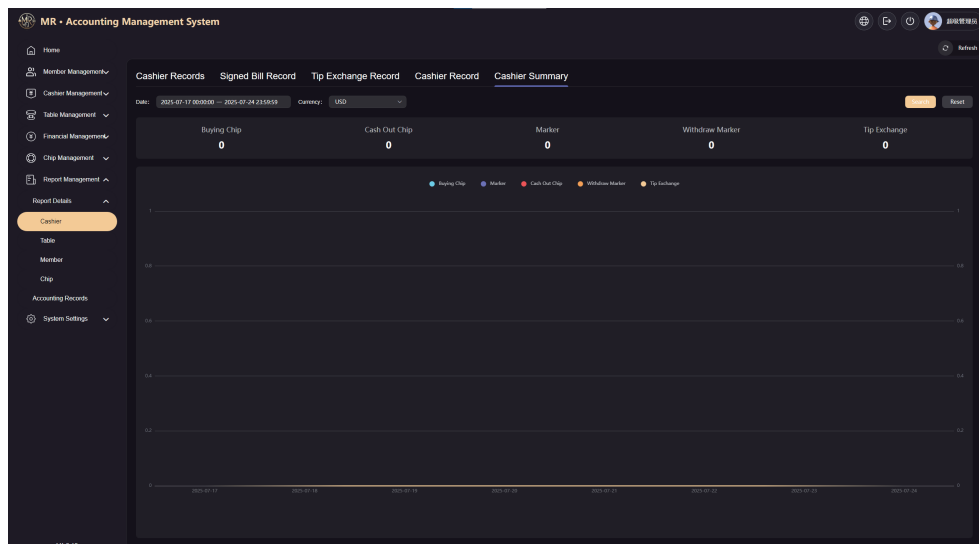 MR • Accounting Management System
超级管理员
Home
Refresh
Member Management
Cashier Management
Table Management
Financial Management
Chip Management
Report Management
Report Details
Cashier
Table
Member
Chip
Accounting Records
System Settings
Cashier Records Signed Bill Record Tip Exchange Record Cashier Record Cashier Summary
Date: 2025-07-17 00:00:00 — 2025-07-24 23:59:59 Currency: USD Search Reset
Buying Chip Cash Out Chip Marker Withdraw Marker Tip Exchange
0 0 0 0 0
Buying Chip Marker Cash Out Chip Withdraw Marker Tip Exchange
1 1
0.8 0.8
0.6 0.6
0.4 0.4
0.2 0.2
0 0
2025-07-17 2025-07-18 2025-07-19 2025-07-20 2025-07-21 2025-07-22 2025-07-23 2025-07-24